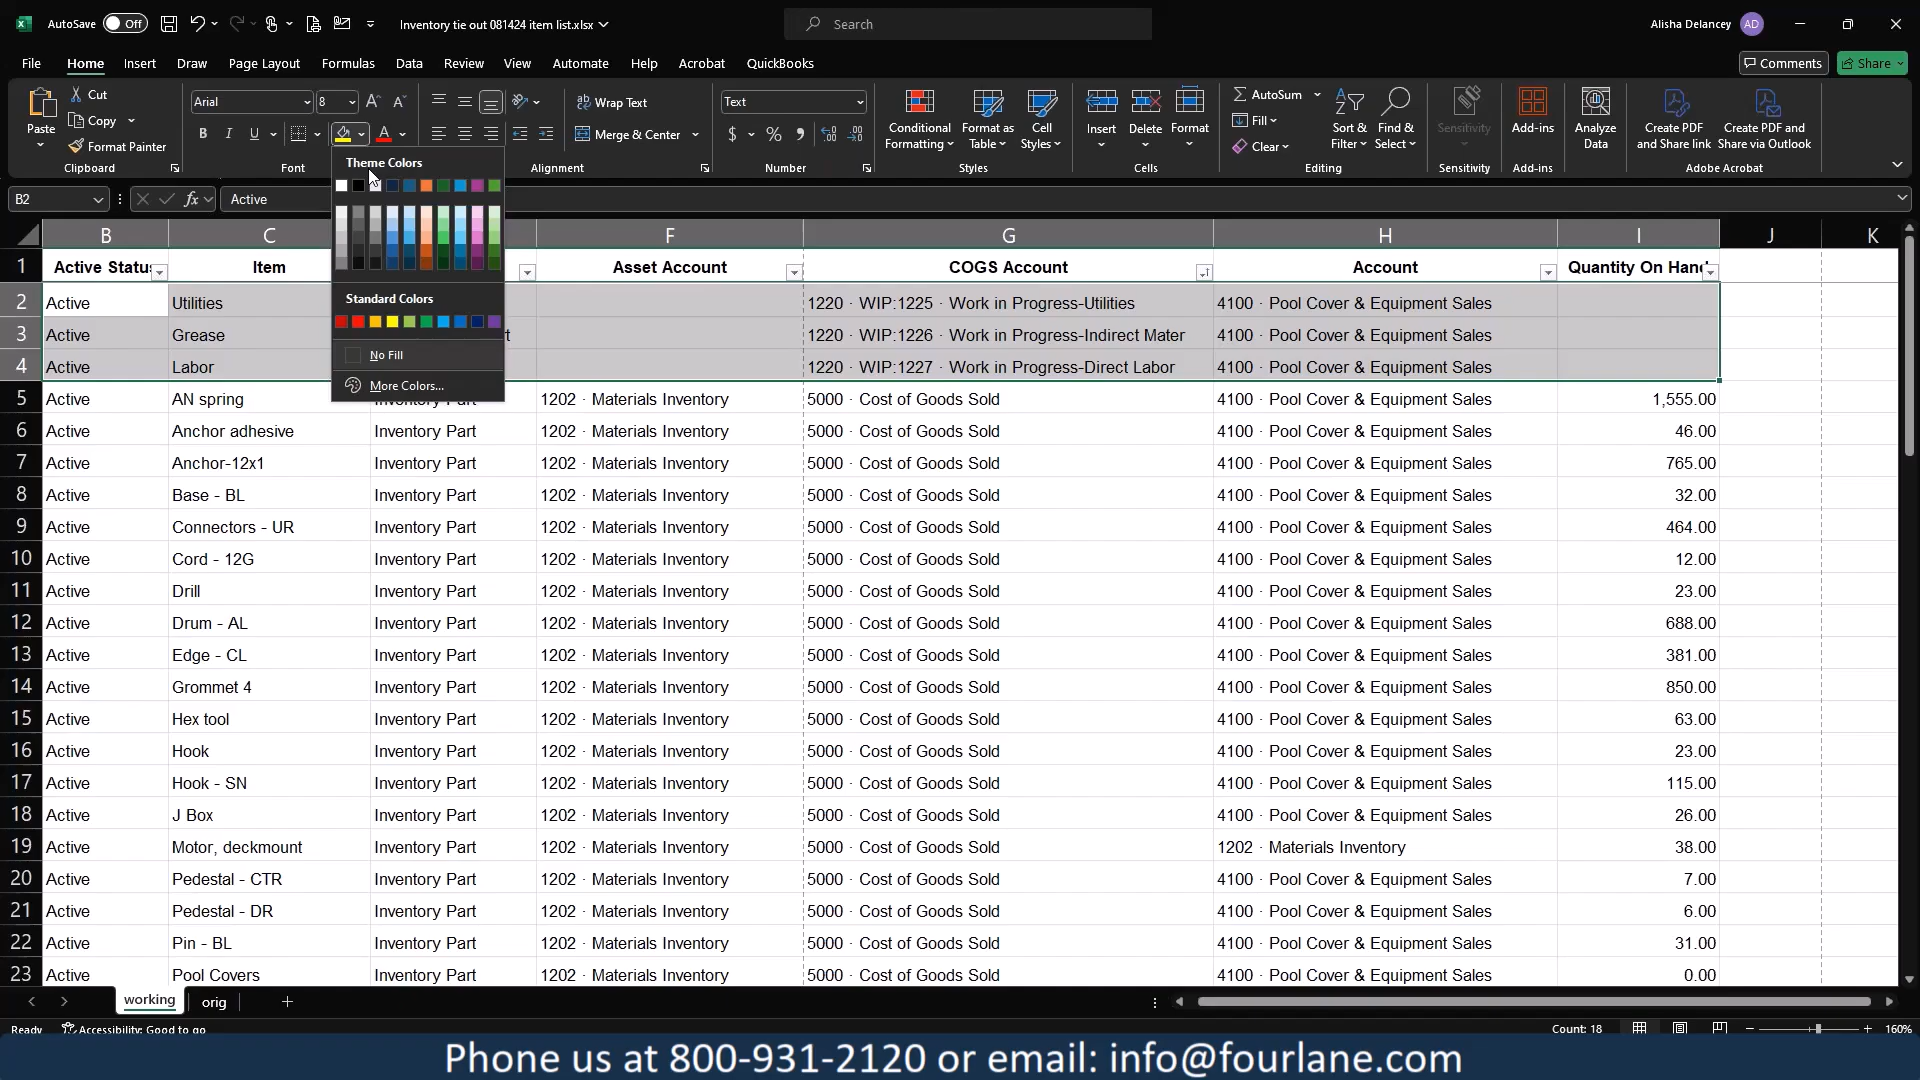 AutoSave Off Inventory tie out 081424 item list.xlsx Search Alisha Delancey AD
File Home Insert Draw Page Layout Formulas Data Review View Automate Help Acrobat QuickBooks Comments Share
Paste Cut Copy Format Painter Clipboard
Arial 8 B I U A Font
Wrap Text Merge & Center Alignment
Text $ % Number
Conditional Formatting Format as Table Cell Styles Styles
Insert Delete Format Cells
AutoSum Fill Clear Sort & Filter Find & Select Editing
Sensitivity Sensitivity
Add-ins Add-ins
Analyze Data
Create PDF and Share link Create PDF and Share via Outlook Adobe Acrobat
B2 fx Active
Theme Colors
Standard Colors
No Fill
More Colors...
B C F G H I J K
1 Active Status Item Asset Account COGS Account Account Quantity On Hand
2 Active Utilities 1220 · WIP:1225 · Work in Progress-Utilities 4100 · Pool Cover & Equipment Sales
3 Active Grease t 1220 · WIP:1226 · Work in Progress-Indirect Mater 4100 · Pool Cover & Equipment Sales
4 Active Labor 1220 · WIP:1227 · Work in Progress-Direct Labor 4100 · Pool Cover & Equipment Sales
5 Active AN spring Inventory Part 1202 · Materials Inventory 5000 · Cost of Goods Sold 4100 · Pool Cover & Equipment Sales 1,555.00
6 Active Anchor adhesive Inventory Part 1202 · Materials Inventory 5000 · Cost of Goods Sold 4100 · Pool Cover & Equipment Sales 46.00
7 Active Anchor-12x1 Inventory Part 1202 · Materials Inventory 5000 · Cost of Goods Sold 4100 · Pool Cover & Equipment Sales 765.00
8 Active Base - BL Inventory Part 1202 · Materials Inventory 5000 · Cost of Goods Sold 4100 · Pool Cover & Equipment Sales 32.00
9 Active Connectors - UR Inventory Part 1202 · Materials Inventory 5000 · Cost of Goods Sold 4100 · Pool Cover & Equipment Sales 464.00
10 Active Cord - 12G Inventory Part 1202 · Materials Inventory 5000 · Cost of Goods Sold 4100 · Pool Cover & Equipment Sales 12.00
11 Active Drill Inventory Part 1202 · Materials Inventory 5000 · Cost of Goods Sold 4100 · Pool Cover & Equipment Sales 23.00
12 Active Drum - AL Inventory Part 1202 · Materials Inventory 5000 · Cost of Goods Sold 4100 · Pool Cover & Equipment Sales 688.00
13 Active Edge - CL Inventory Part 1202 · Materials Inventory 5000 · Cost of Goods Sold 4100 · Pool Cover & Equipment Sales 381.00
14 Active Grommet 4 Inventory Part 1202 · Materials Inventory 5000 · Cost of Goods Sold 4100 · Pool Cover & Equipment Sales 850.00
15 Active Hex tool Inventory Part 1202 · Materials Inventory 5000 · Cost of Goods Sold 4100 · Pool Cover & Equipment Sales 63.00
16 Active Hook Inventory Part 1202 · Materials Inventory 5000 · Cost of Goods Sold 4100 · Pool Cover & Equipment Sales 23.00
17 Active Hook - SN Inventory Part 1202 · Materials Inventory 5000 · Cost of Goods Sold 4100 · Pool Cover & Equipment Sales 115.00
18 Active J Box Inventory Part 1202 · Materials Inventory 5000 · Cost of Goods Sold 4100 · Pool Cover & Equipment Sales 26.00
19 Active Motor, deckmount Inventory Part 1202 · Materials Inventory 5000 · Cost of Goods Sold 1202 · Materials Inventory 38.00
20 Active Pedestal - CTR Inventory Part 1202 · Materials Inventory 5000 · Cost of Goods Sold 4100 · Pool Cover & Equipment Sales 7.00
21 Active Pedestal - DR Inventory Part 1202 · Materials Inventory 5000 · Cost of Goods Sold 4100 · Pool Cover & Equipment Sales 6.00
22 Active Pin - BL Inventory Part 1202 · Materials Inventory 5000 · Cost of Goods Sold 4100 · Pool Cover & Equipment Sales 31.00
23 Active Pool Covers Inventory Part 1202 · Materials Inventory 5000 · Cost of Goods Sold 4100 · Pool Cover & Equipment Sales 0.00
working orig
Ready Accessibility: Good to go Count: 18 160%
Phone us at 800-931-2120 or email: info@fourlane.com